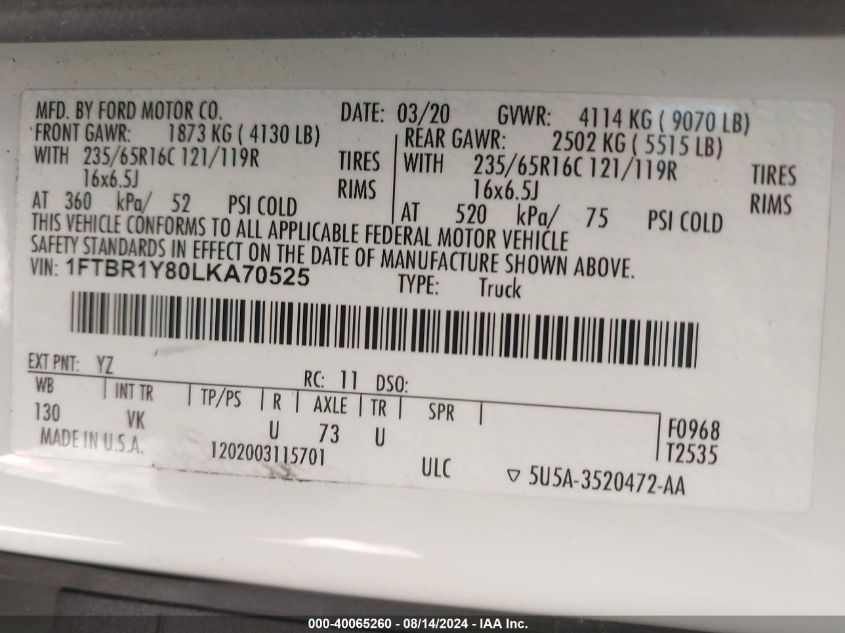 MFD. BY FORD MOTOR CO. DATE: 03/20 GVWR: 4114 KG ( 9070 LB)
FRONT GAWR: 1873 KG ( 4130 LB) REAR GAWR: 2502 KG ( 5515 LB)
WITH 235/65R16C 121/119R TIRES WITH 235/65R16C 121/119R TIRES
16x6.5J RIMS 16x6.5J RIMS
AT 360 kPa/ 52 PSI COLD AT 520 kPa/ 75 PSI COLD
THIS VEHICLE CONFORMS TO ALL APPLICABLE FEDERAL MOTOR VEHICLE
SAFETY STANDARDS IN EFFECT ON THE DATE OF MANUFACTURE SHOWN ABOVE.
VIN: 1FTBR1Y80LKA70525 TYPE: Truck
EXT PNT: YZ RC: 11 DSO:
WB INT TR TP/PS R AXLE TR SPR
130 VK U 73 U F0968
MADE IN U.S.A. 1202003115701 T2535
ULC ▽ 5U5A-3520472-AA
000-40065260 - 08/14/2024 - IAA Inc.